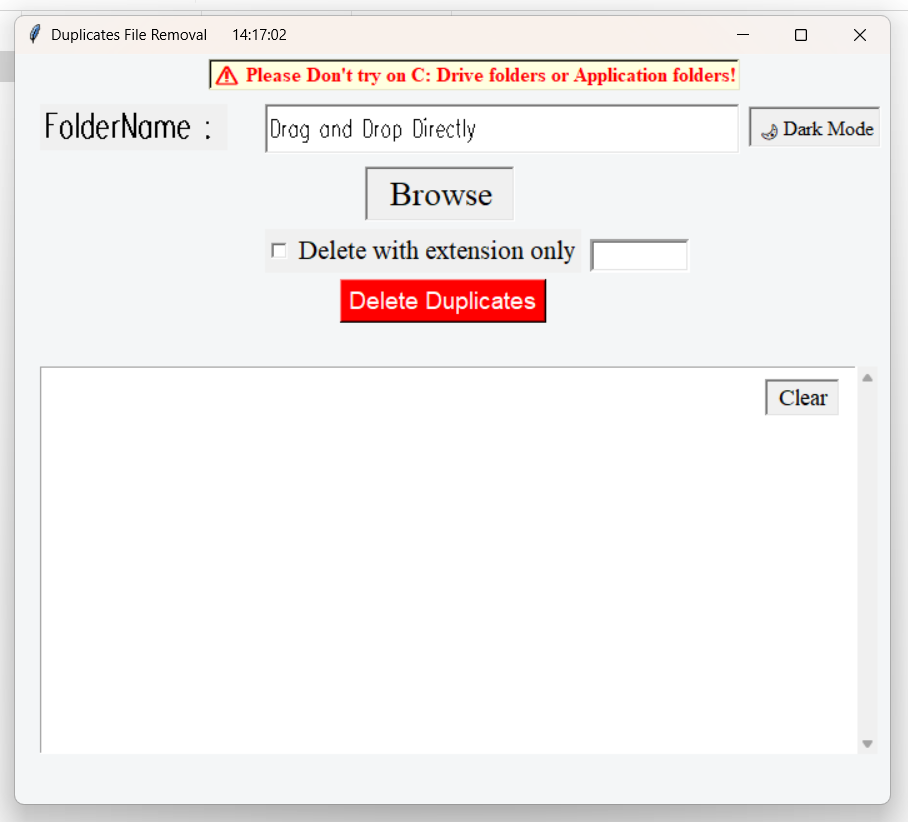 Duplicates File Removal 14:17:02
⚠ Please Don't try on C: Drive folders or Application folders!
FolderName :
Drag and Drop Directly
🌙 Dark Mode
Browse
Delete with extension only
Delete Duplicates
Clear